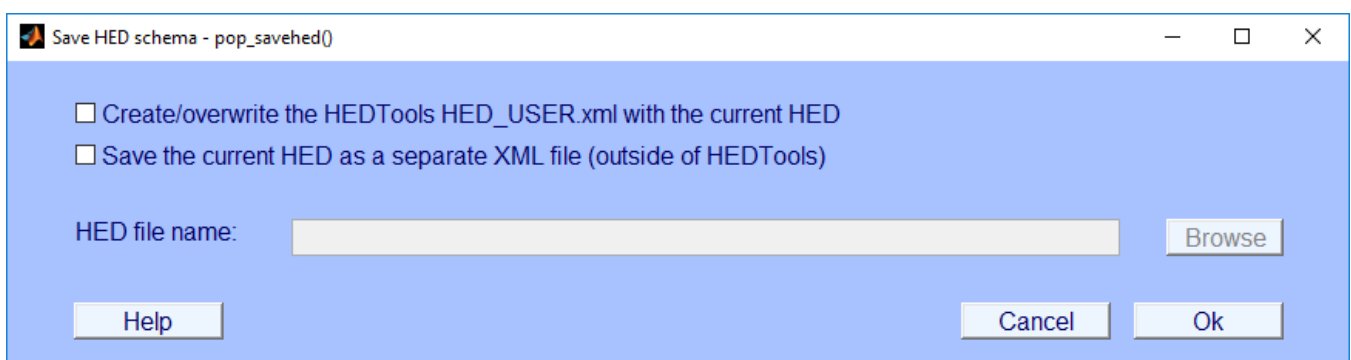 Save HED schema - pop_savehed()
Create/overwrite the HEDTools HED_USER.xml with the current HED
Save the current HED as a separate XML file (outside of HEDTools)
HED file name:
Browse
Help
Cancel
Ok